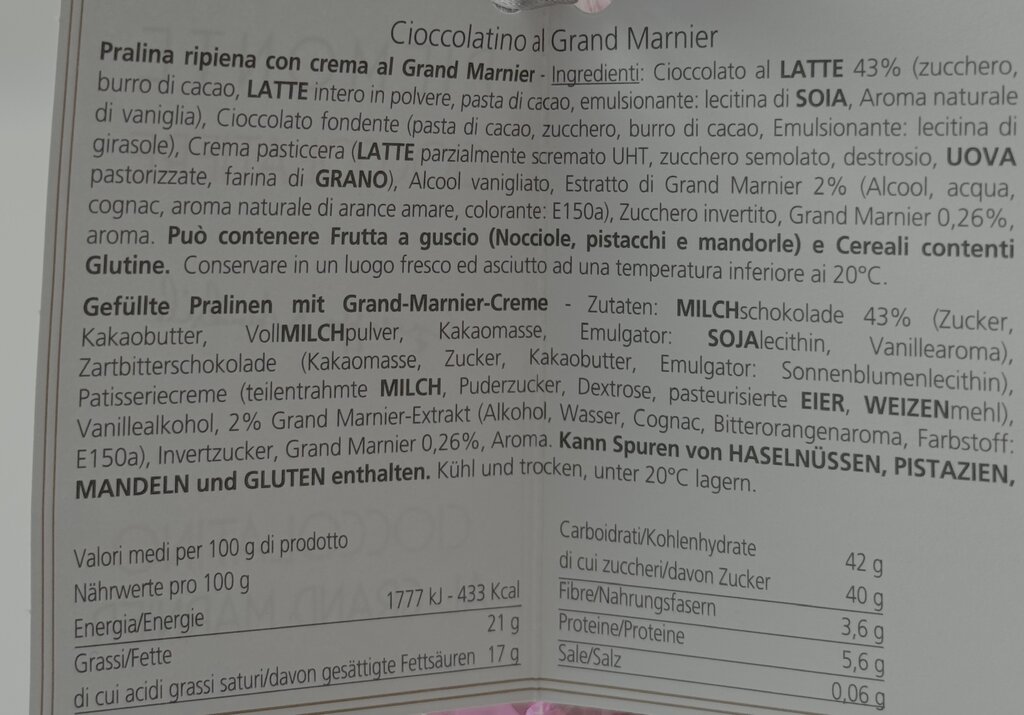 Cioccolatino al Grand Marnier
Pralina ripiena con crema al Grand Marnier - Ingredienti: Cioccolato al LATTE 43% (zucchero,
burro di cacao, LATTE intero in polvere, pasta di cacao, emulsionante: lecitina di SOIA, Aroma naturale
di vaniglia), Cioccolato fondente (pasta di cacao, zucchero, burro di cacao, Emulsionante: lecitina di
girasole), Crema pasticcera (LATTE parzialmente scremato UHT, zucchero semolato, destrosio, UOVA
pastorizzate, farina di GRANO), Alcool vanigliato, Estratto di Grand Marnier 2% (Alcool, acqua,
cognac, aroma naturale di arance amare, colorante: E150a), Zucchero invertito, Grand Marnier 0,26%,
aroma. Può contenere Frutta a guscio (Nocciole, pistacchi e mandorle) e Cereali contenti
Glutine. Conservare in un luogo fresco ed asciutto ad una temperatura inferiore ai 20°C.
Gefüllte Pralinen mit Grand-Marnier-Creme - Zutaten: MILCHschokolade 43% (Zucker,
Kakaobutter, VollMILCHpulver, Kakaomasse, Emulgator: SOJAlecithin, Vanillearoma),
Zartbitterschokolade (Kakaomasse, Zucker, Kakaobutter, Emulgator: Sonnenblumenlecithin),
Patisseriecreme (teilentrahmte MILCH, Puderzucker, Dextrose, pasteurisierte EIER, WEIZENmehl),
Vanillealkohol, 2% Grand Marnier-Extrakt (Alkohol, Wasser, Cognac, Bitterorangenaroma, Farbstoff:
E150a), Invertzucker, Grand Marnier 0,26%, Aroma. Kann Spuren von HASELNÜSSEN, PISTAZIEN,
MANDELN und GLUTEN enthalten. Kühl und trocken, unter 20°C lagern.
Valori medi per 100 g di prodotto
Nährwerte pro 100 g
Energia/Energie 1777 kJ - 433 Kcal
Grassi/Fette 21 g
di cui acidi grassi saturi/davon gesättigte Fettsäuren 17 g
Carboidrati/Kohlenhydrate 42 g
di cui zuccheri/davon Zucker 40 g
Fibre/Nahrungsfasern 3,6 g
Proteine/Proteine 5,6 g
Sale/Salz 0,06 g